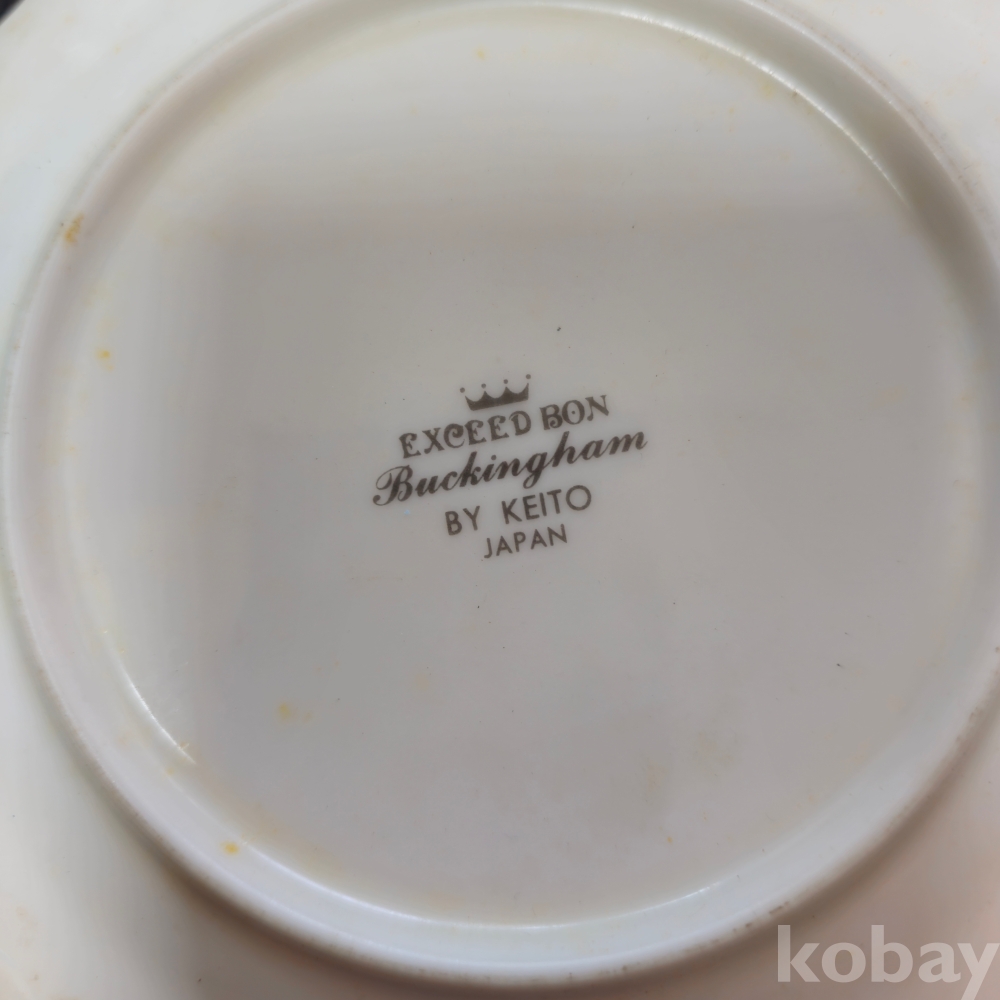 EXCEED BON
Buckingham
BY KEITO
JAPAN
kobay